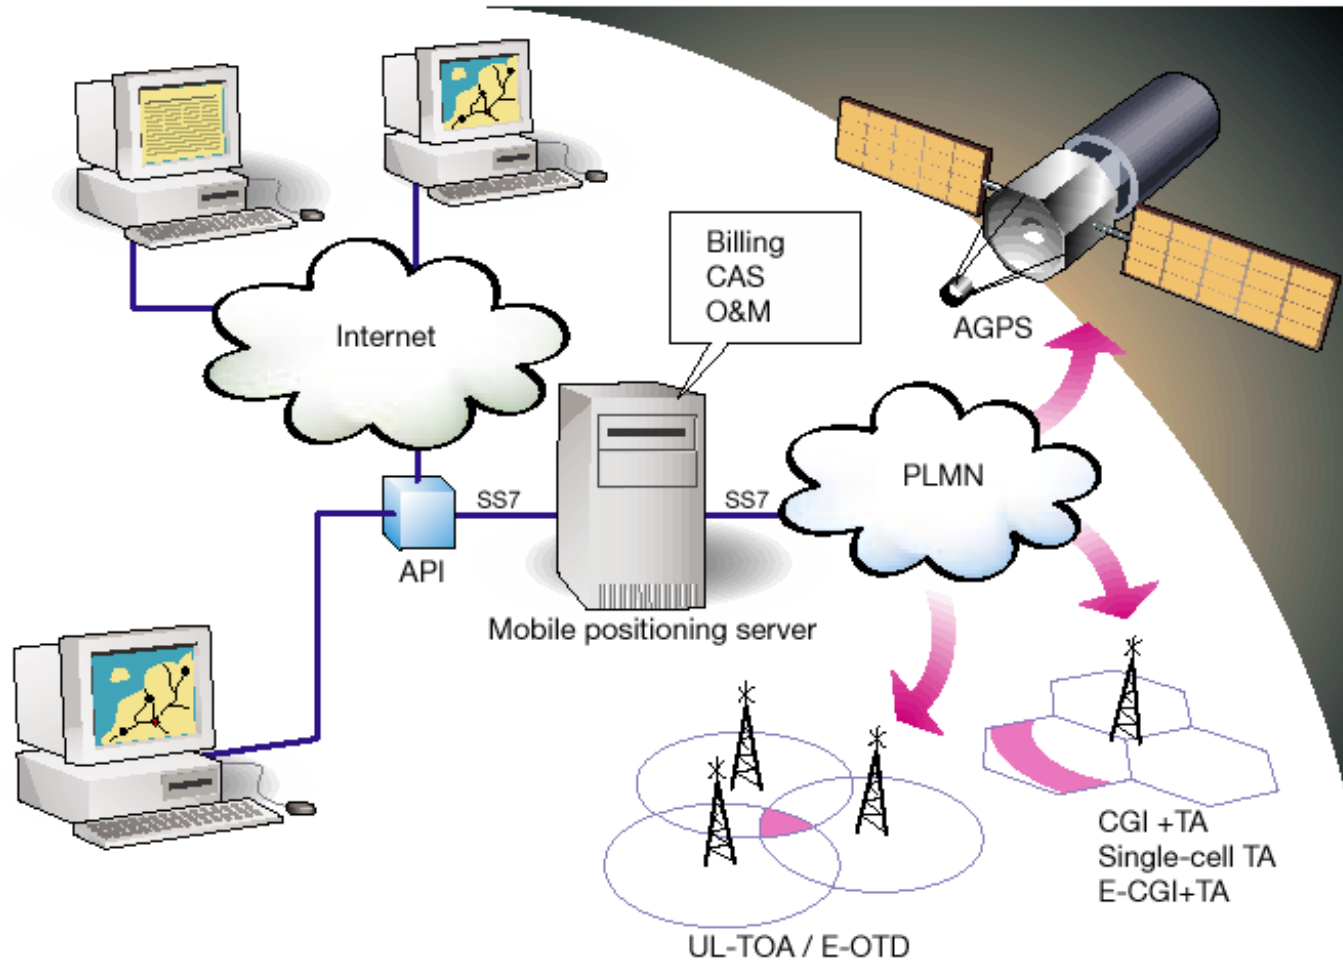 Billing
CAS
O&M
Internet
AGPS
PLMN
SS7
SS7
API
Mobile positioning server
CGI +TA
Single-cell TA
E-CGI+TA
UL-TOA / E-OTD